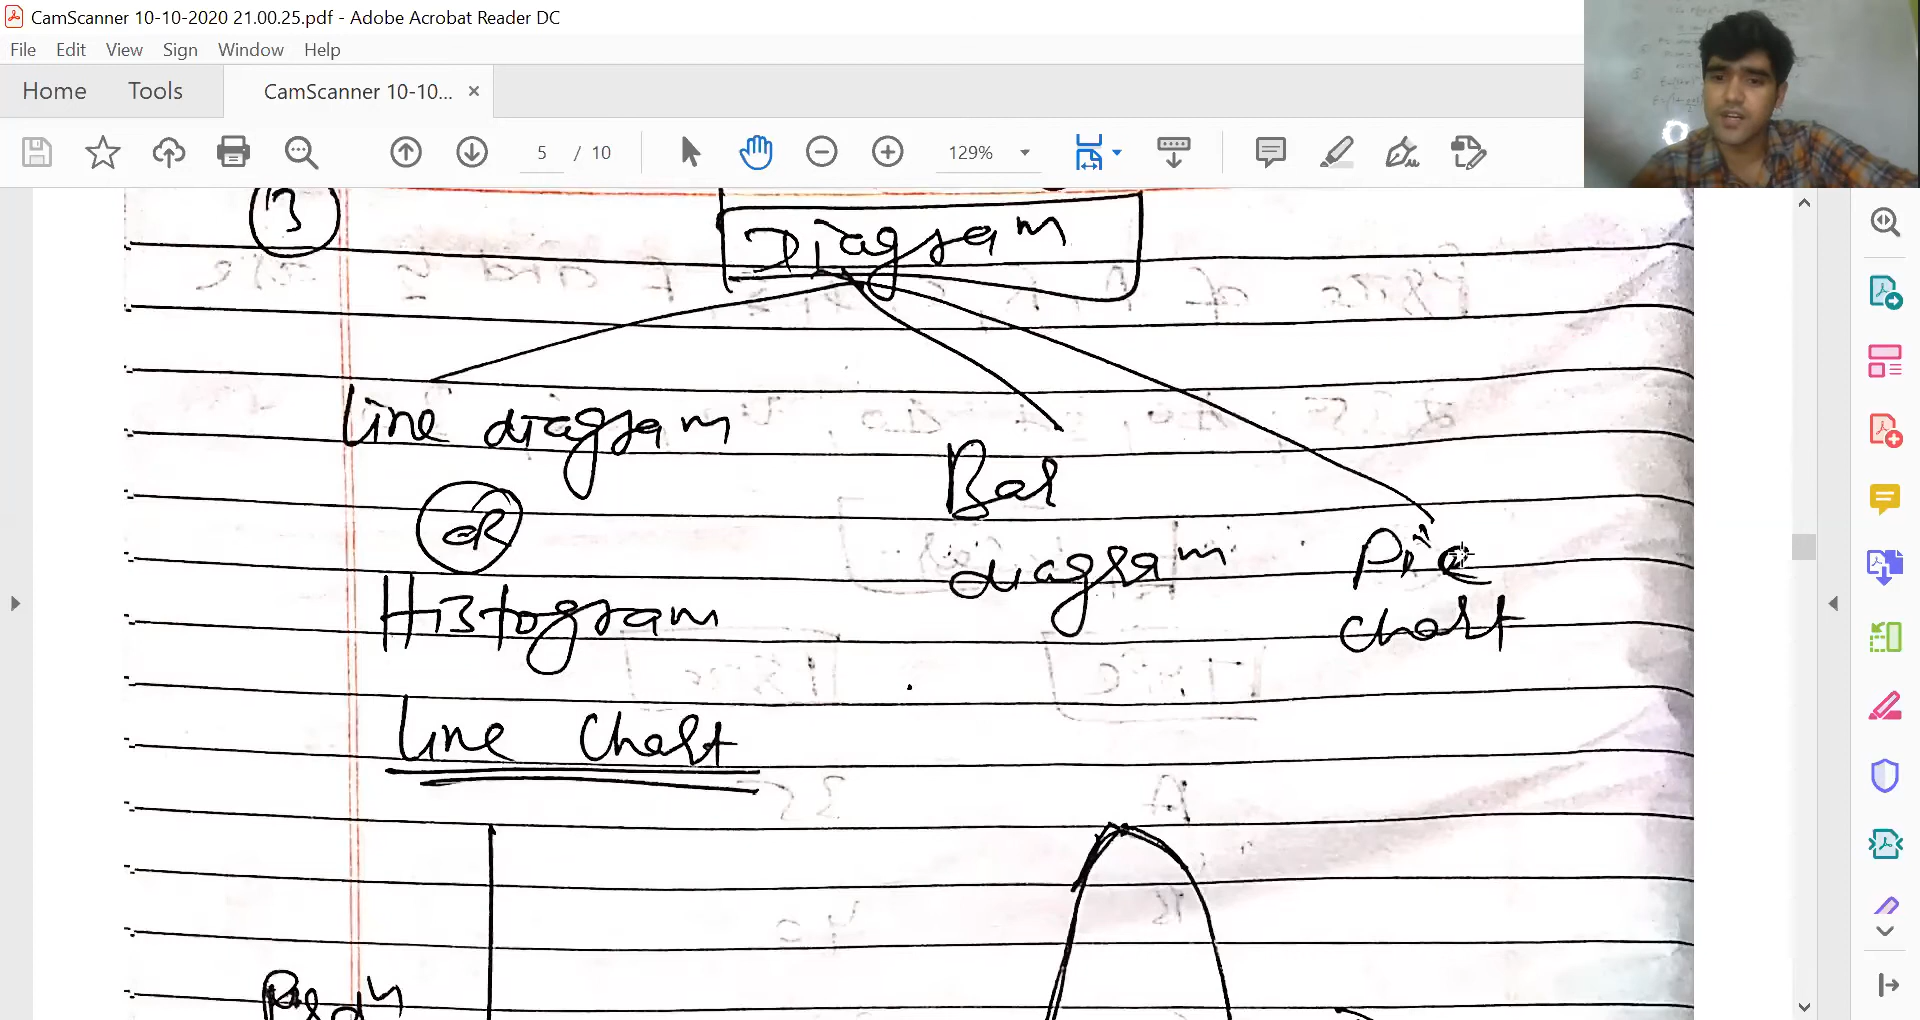 CamScanner 10-10-2020 21.00.25.pdf - Adobe Acrobat Reader DC
File Edit View Sign Window Help
Home Tools CamScanner 10-10... ×
5 / 10 129%
3
Diagram
Line diagram
OR
Histogram
Bar
diagram
Pie
chart
Line Chart